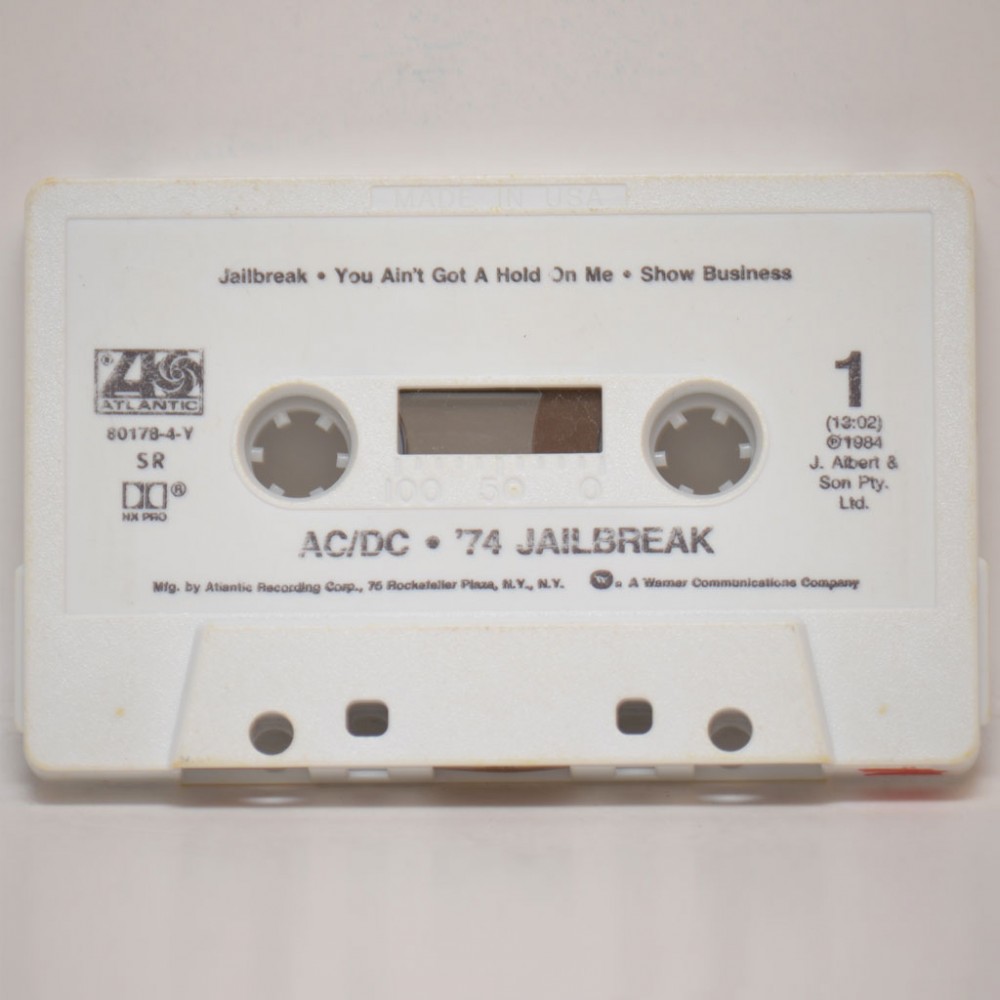 MADE IN USA
Jailbreak • You Ain't Got A Hold On Me • Show Business
ATLANTIC
80178-4-Y
SR
HX PRO
1
(13:02)
℗1984
J. Albert &
Son Pty.
Ltd.
100 50 0
AC/DC • '74 JAILBREAK
Mfg. by Atlantic Recording Corp., 75 Rockefeller Plaza, N.Y., N.Y. W® A Warner Communications Company